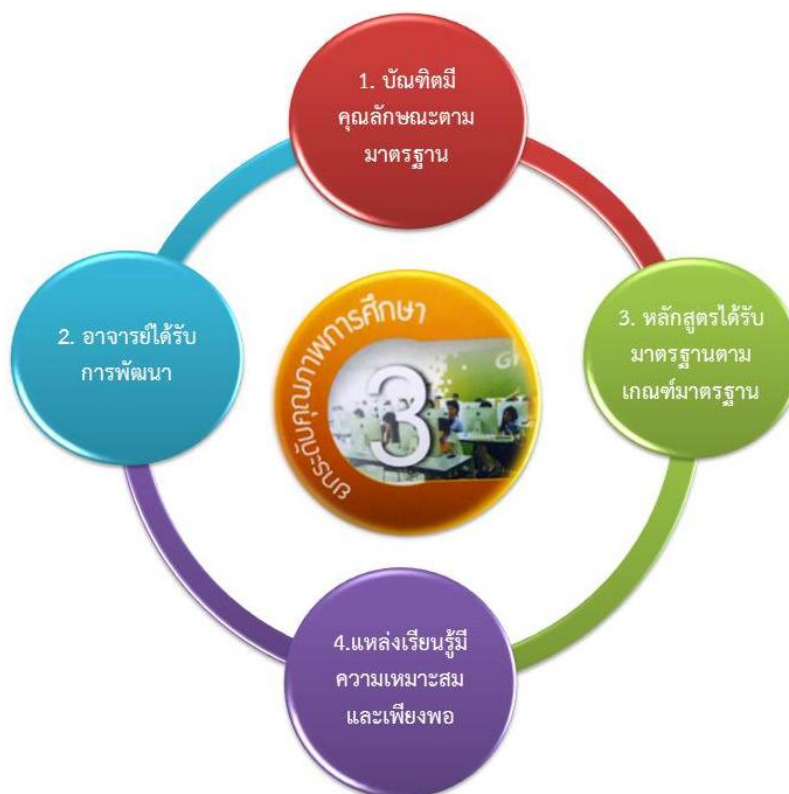 1. บัณฑิตมี
คุณลักษณะตาม
มาตรฐาน
2. อาจารย์ได้รับ
การพัฒนา
ยกระดับคุณภาพการศึกษา
3
3. หลักสูตรได้รับ
มาตรฐานตาม
เกณฑ์มาตรฐาน
4.แหล่งเรียนรู้มี
ความเหมาะสม
และเพียงพอ